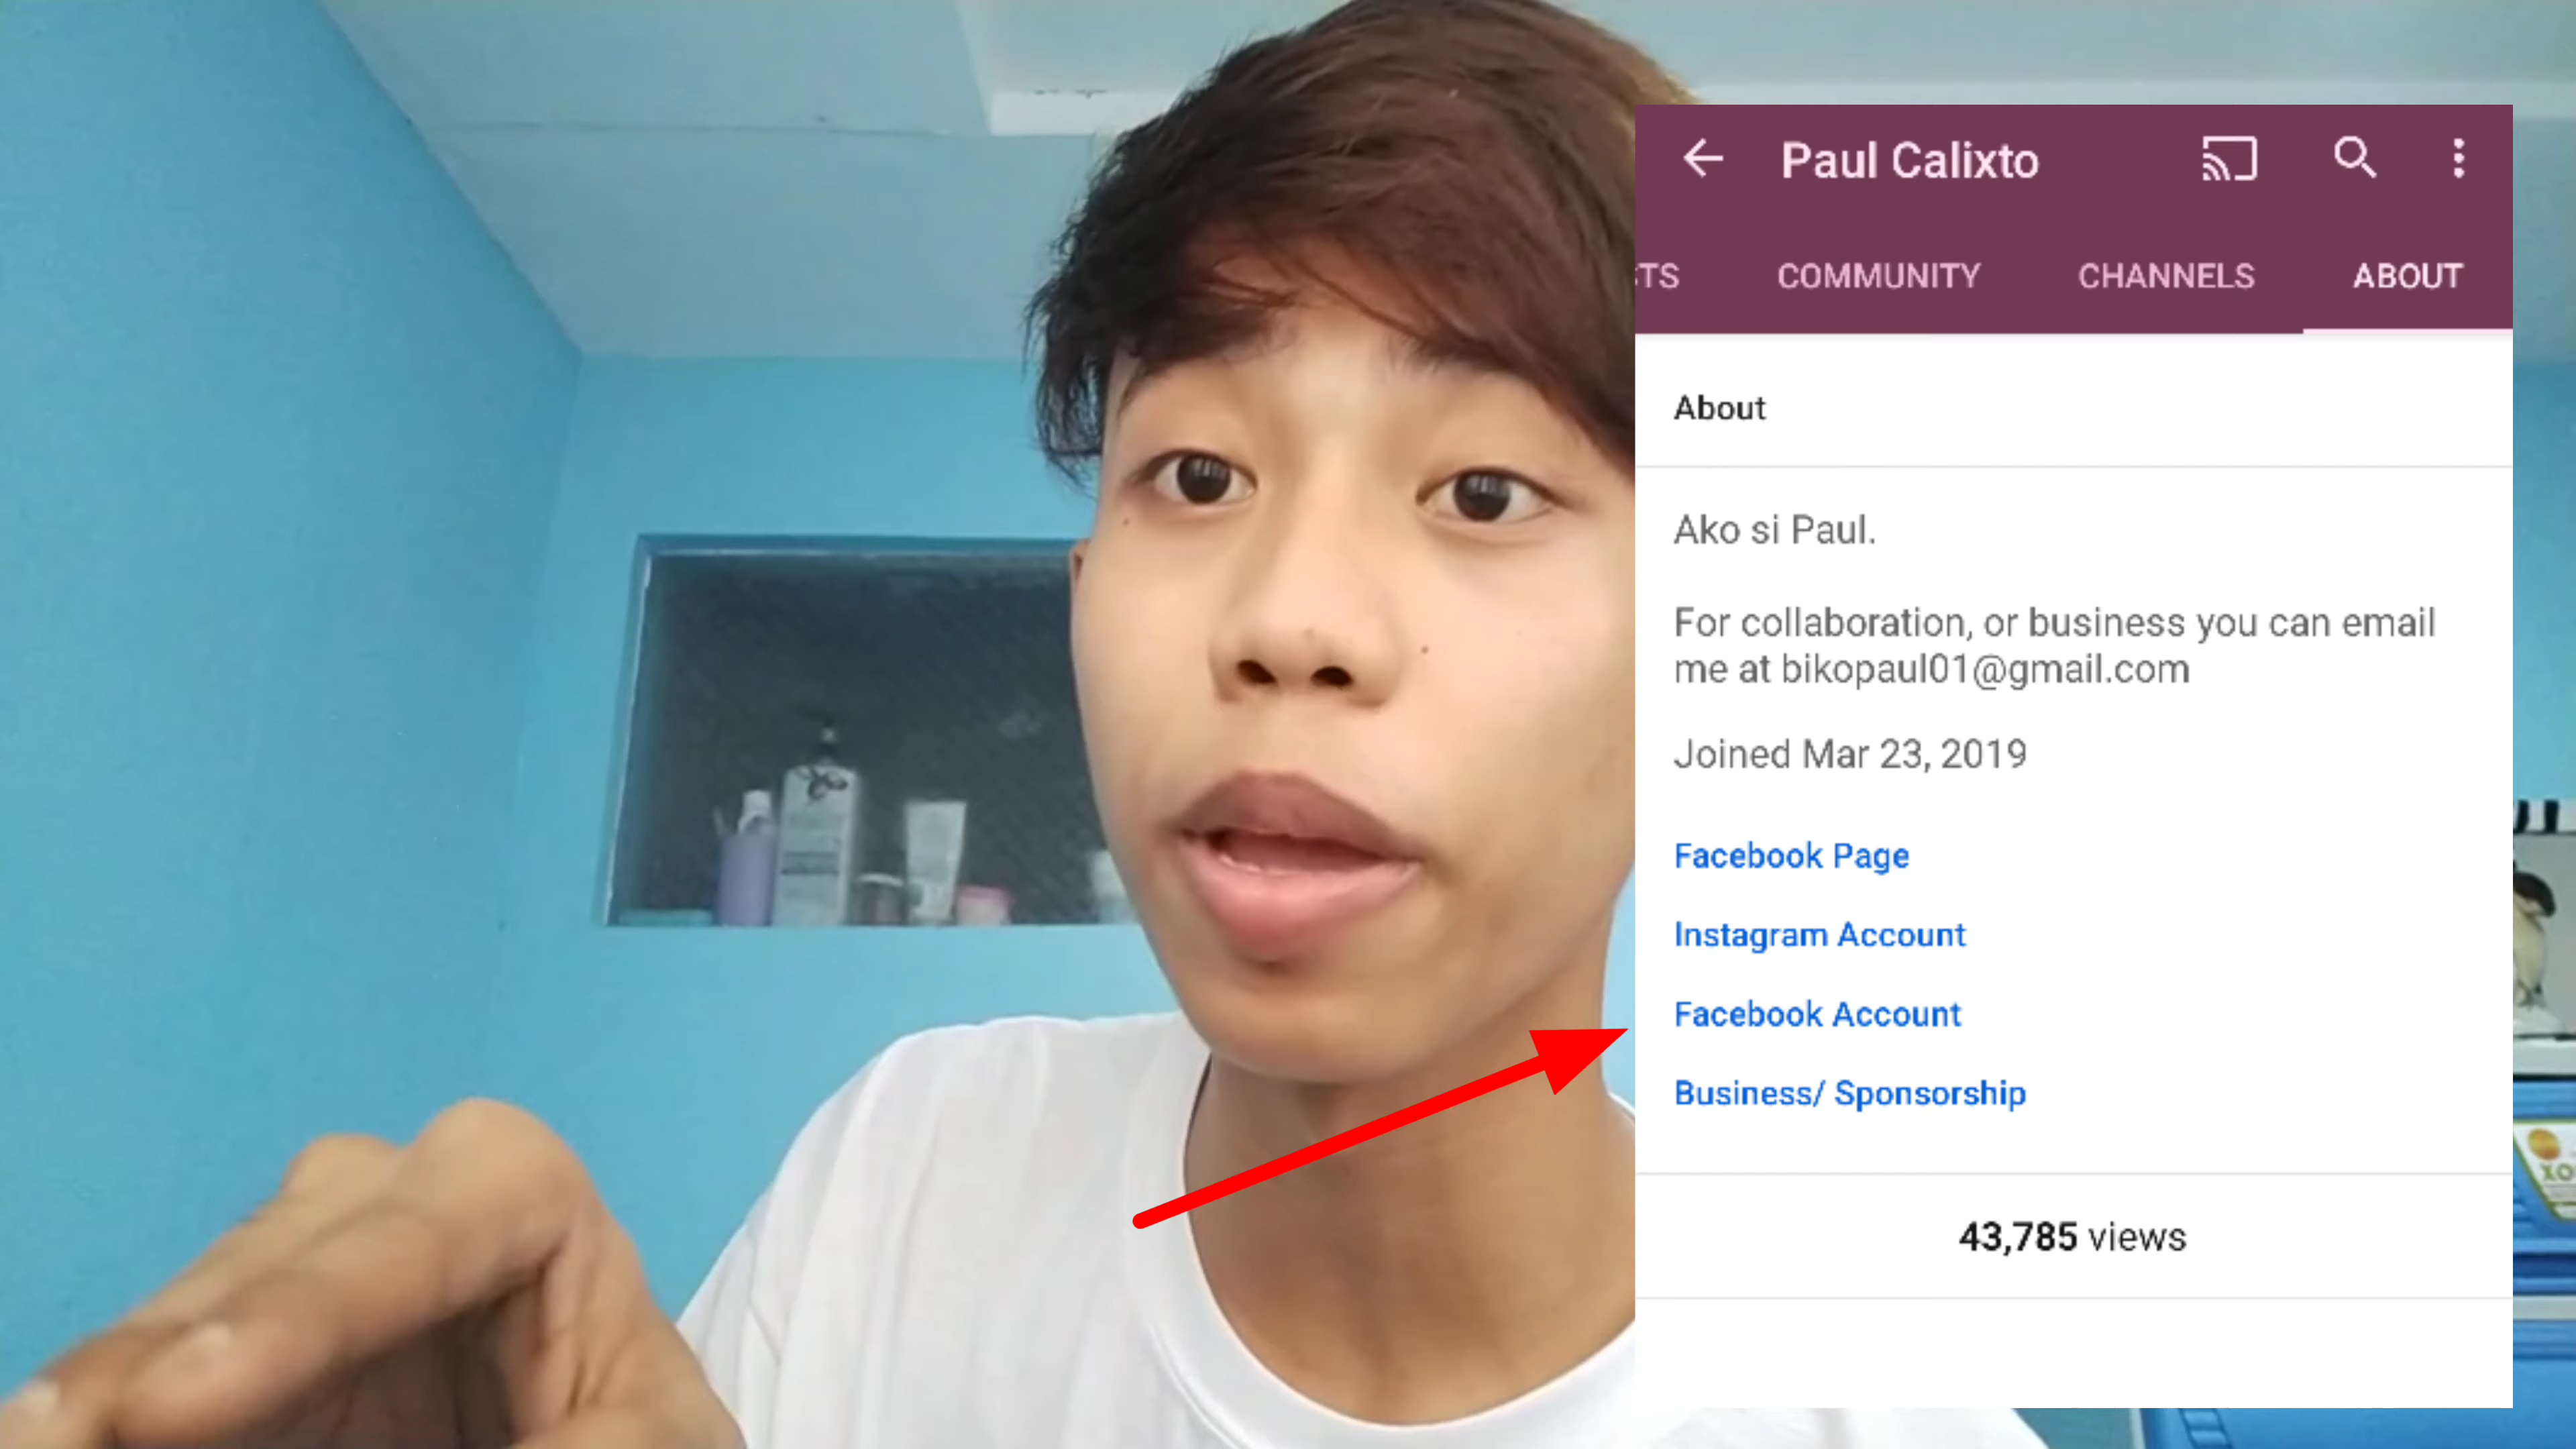 Paul Calixto
TS COMMUNITY CHANNELS ABOUT
About
Ako si Paul.
For collaboration, or business you can email
me at bikopaul01@gmail.com
Joined Mar 23, 2019
Facebook Page
Instagram Account
Facebook Account
Business/ Sponsorship
43,785 views
XO